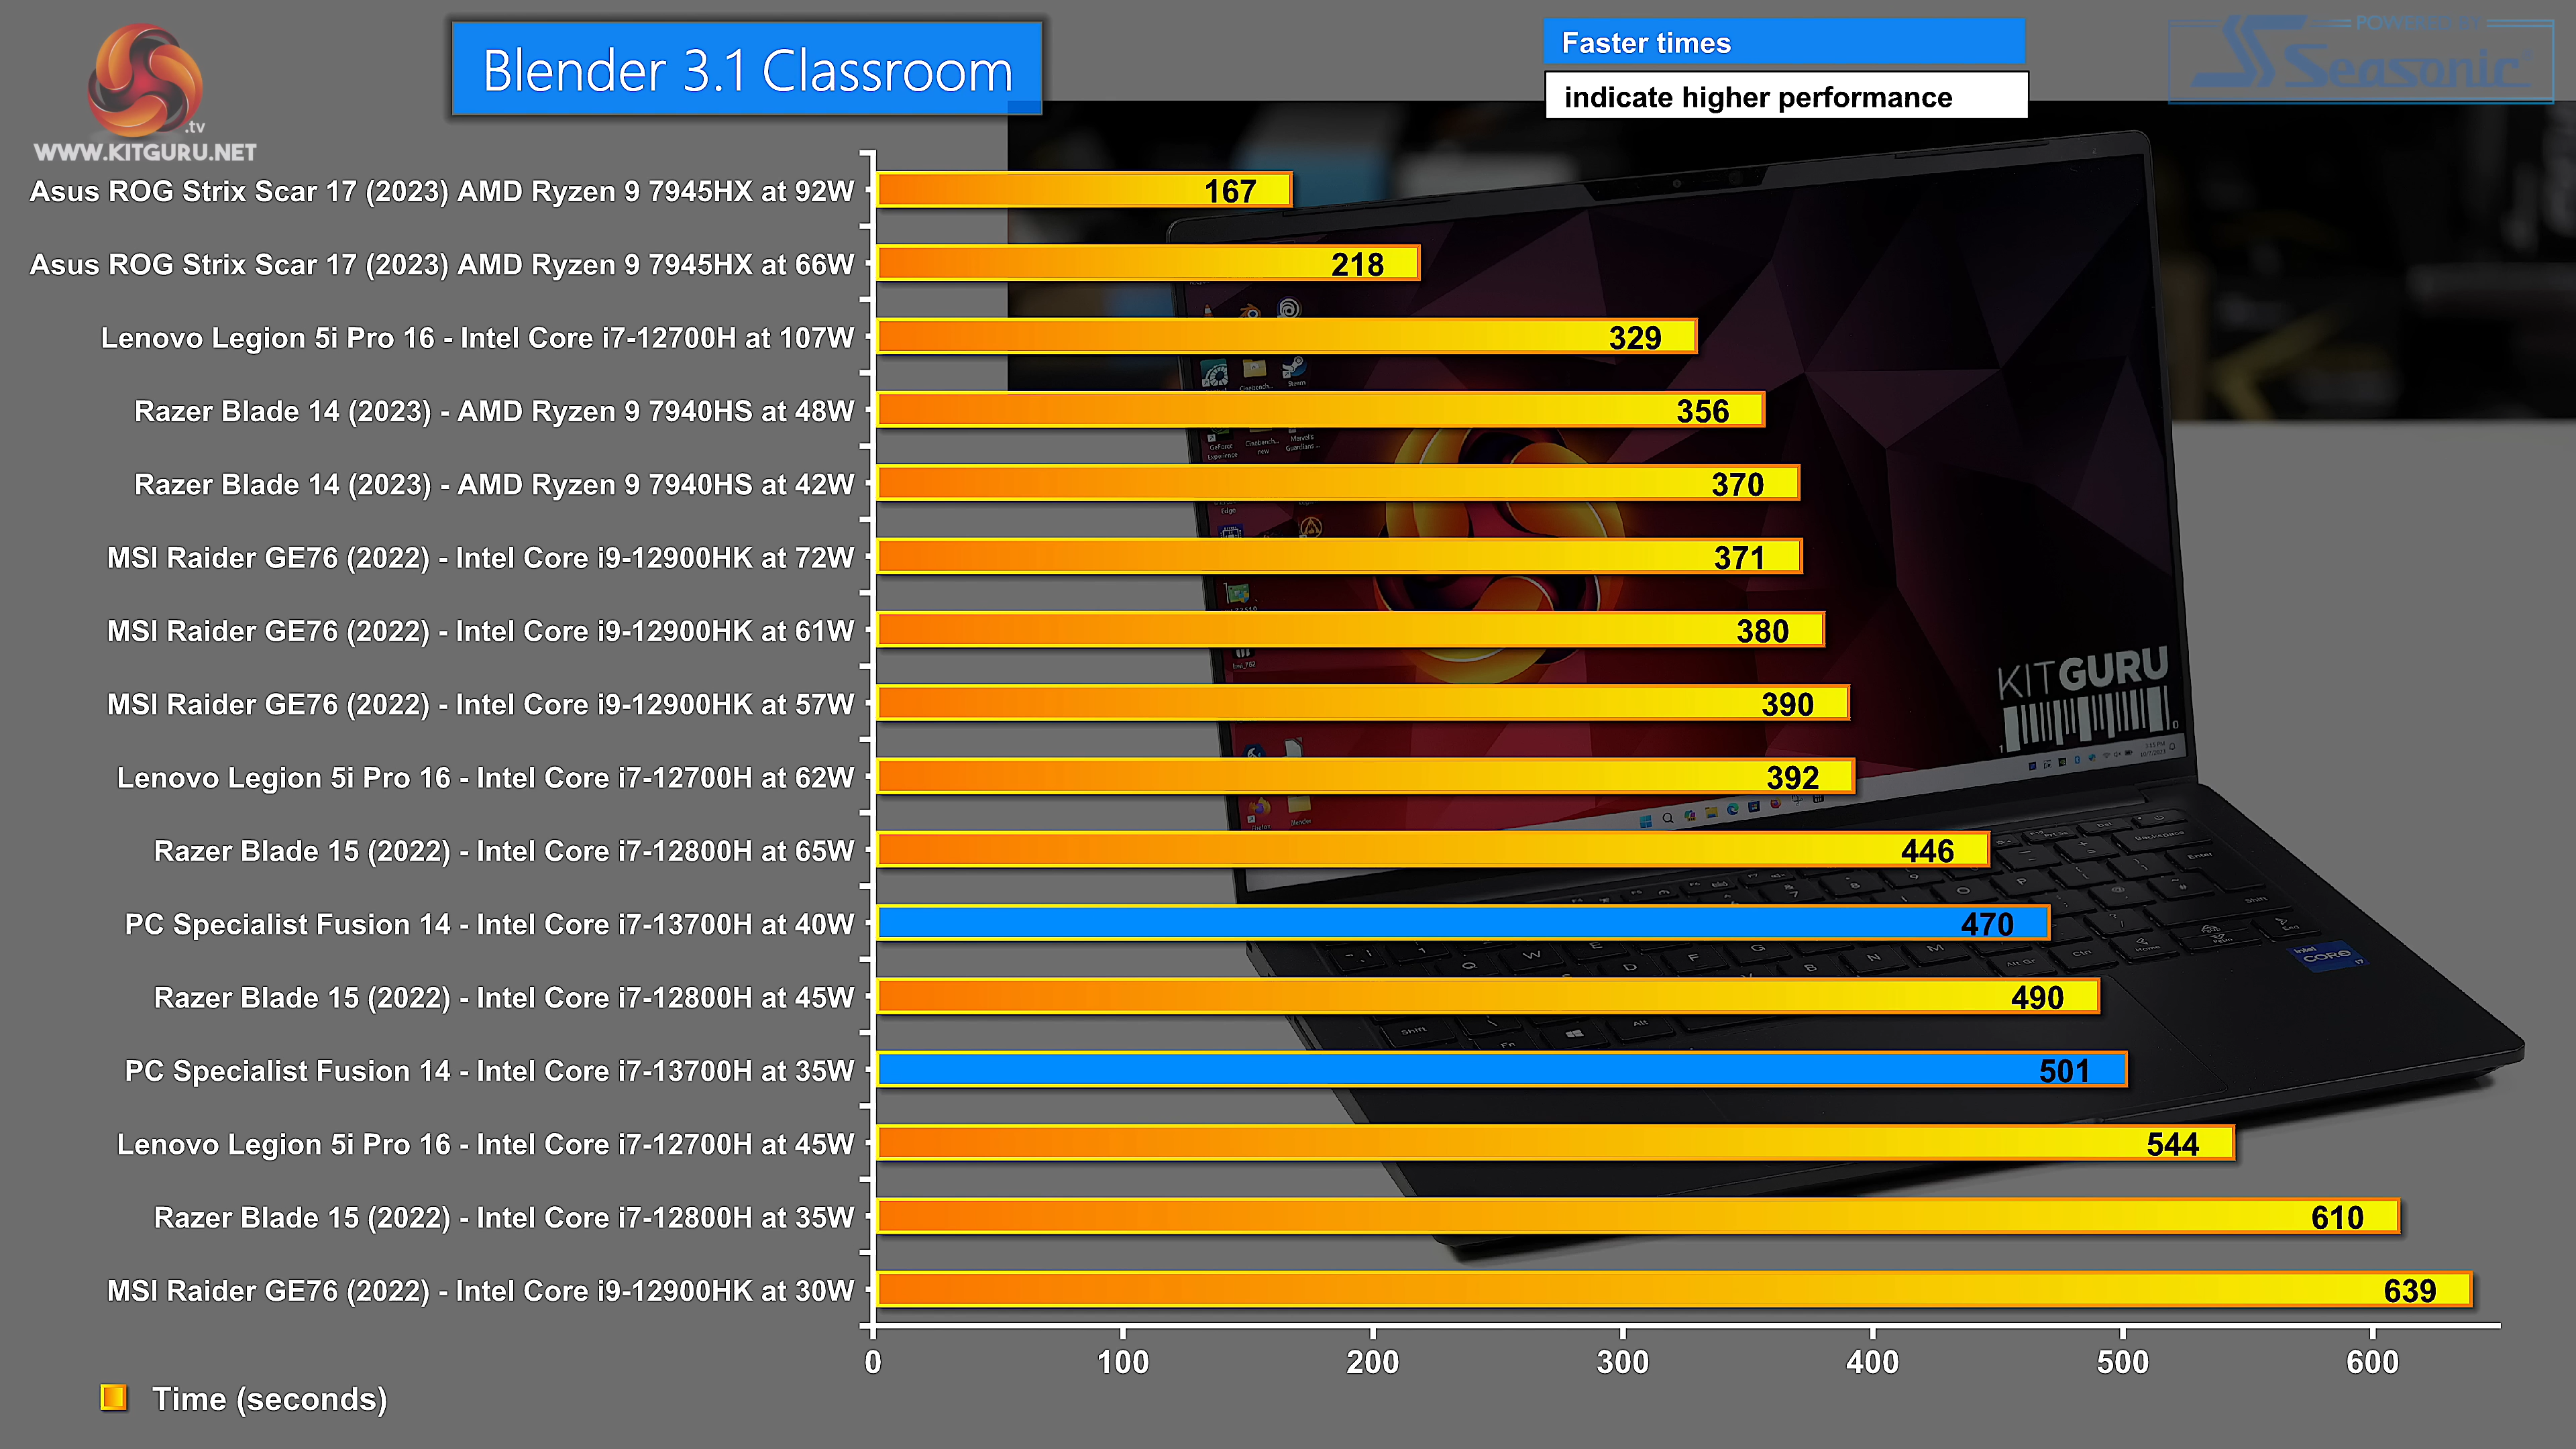 Blender 3.1 Classroom
Faster times
indicate higher performance
POWERED BY
Seasonic
.tv
WWW.KITGURU.NET
Asus ROG Strix Scar 17 (2023) AMD Ryzen 9 7945HX at 92W 167
Asus ROG Strix Scar 17 (2023) AMD Ryzen 9 7945HX at 66W 218
Lenovo Legion 5i Pro 16 - Intel Core i7-12700H at 107W 329
Razer Blade 14 (2023) - AMD Ryzen 9 7940HS at 48W 356
Razer Blade 14 (2023) - AMD Ryzen 9 7940HS at 42W 370
MSI Raider GE76 (2022) - Intel Core i9-12900HK at 72W 371
MSI Raider GE76 (2022) - Intel Core i9-12900HK at 61W 380
MSI Raider GE76 (2022) - Intel Core i9-12900HK at 57W 390
Lenovo Legion 5i Pro 16 - Intel Core i7-12700H at 62W 392
Razer Blade 15 (2022) - Intel Core i7-12800H at 65W 446
PC Specialist Fusion 14 - Intel Core i7-13700H at 40W 470
Razer Blade 15 (2022) - Intel Core i7-12800H at 45W 490
PC Specialist Fusion 14 - Intel Core i7-13700H at 35W 501
Lenovo Legion 5i Pro 16 - Intel Core i7-12700H at 45W 544
Razer Blade 15 (2022) - Intel Core i7-12800H at 35W 610
MSI Raider GE76 (2022) - Intel Core i9-12900HK at 30W 639
0 100 200 300 400 500 600
Time (seconds)
KITGURU
intel
CORE i7